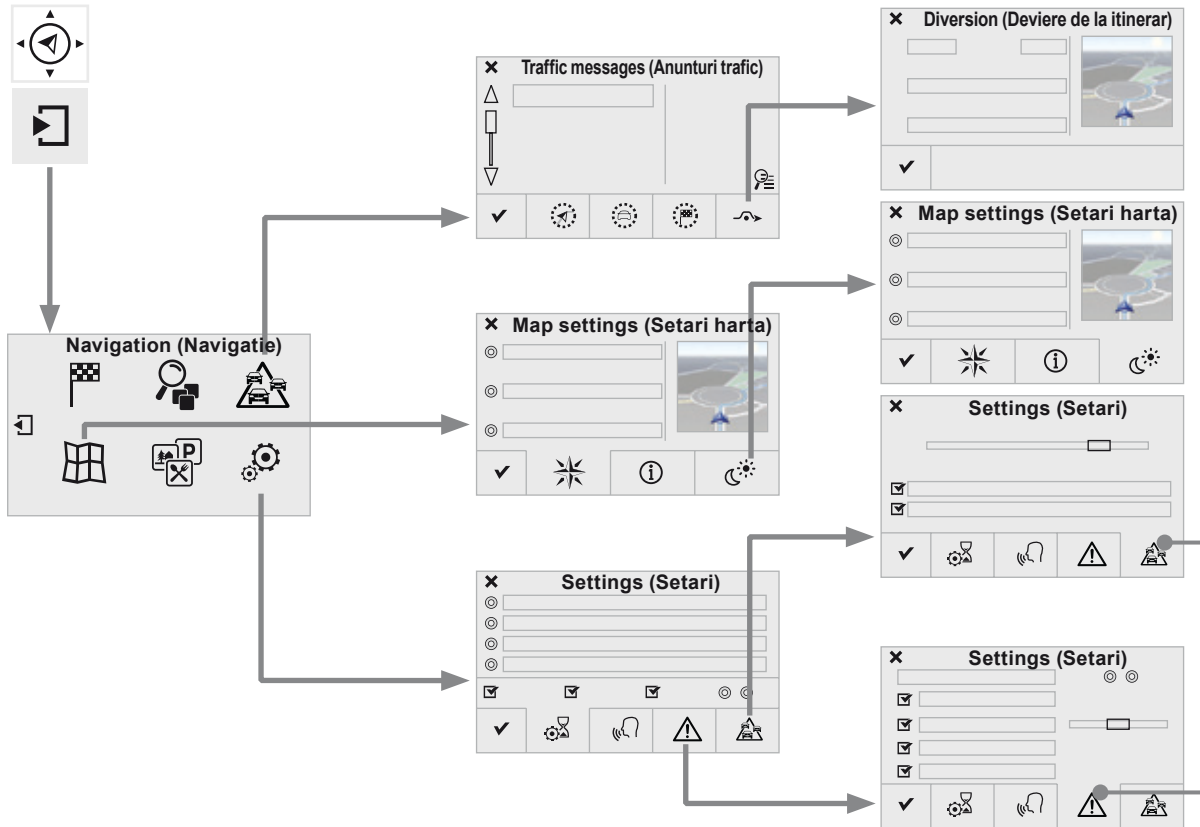 Diversion (Deviere de la itinerar)
Traffic messages (Anunturi trafic)
Map settings (Setari harta)
Navigation (Navigatie)
Map settings (Setari harta)
P
Settings (Setari)
Settings (Setari)
Settings (Setari)